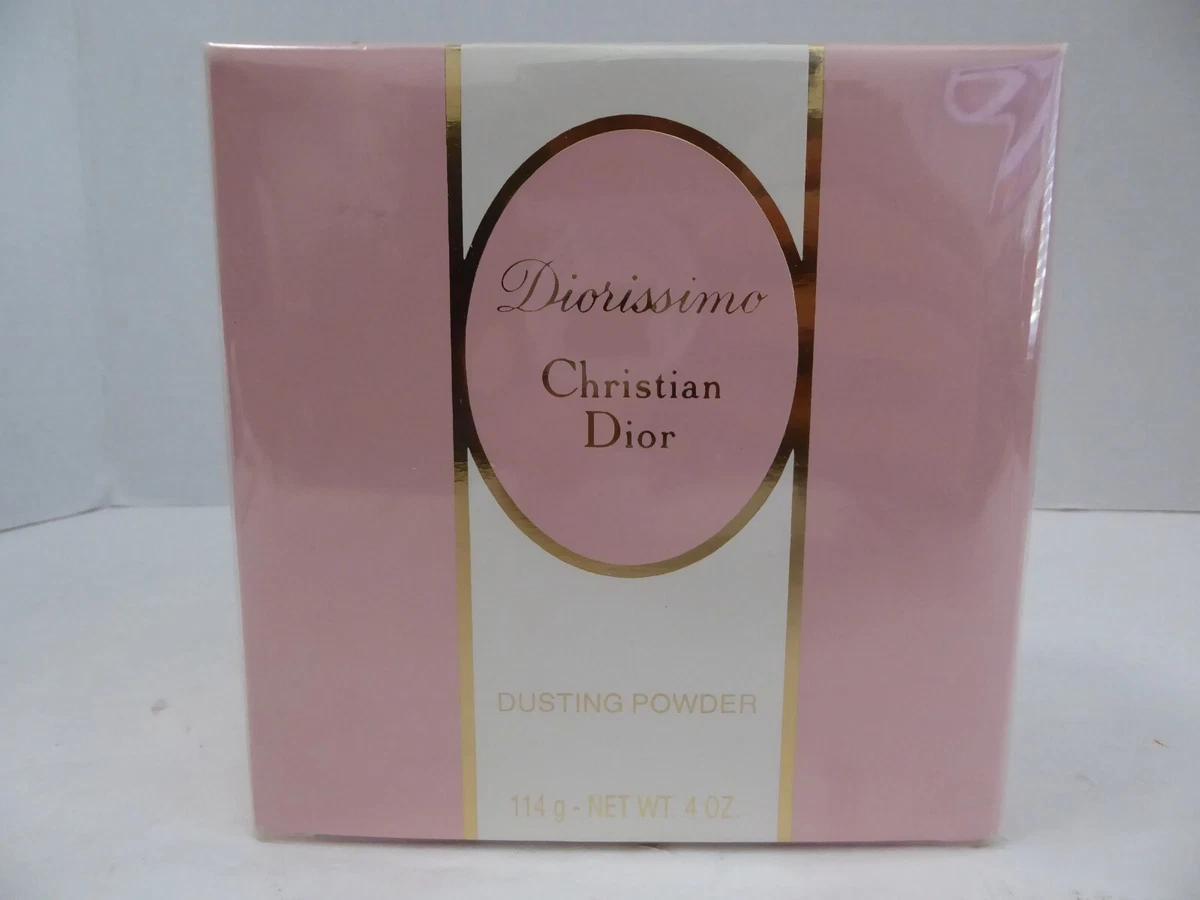 Diorissimo
Christian
Dior
DUSTING POWDER
114 g - NET WT. 4 OZ.